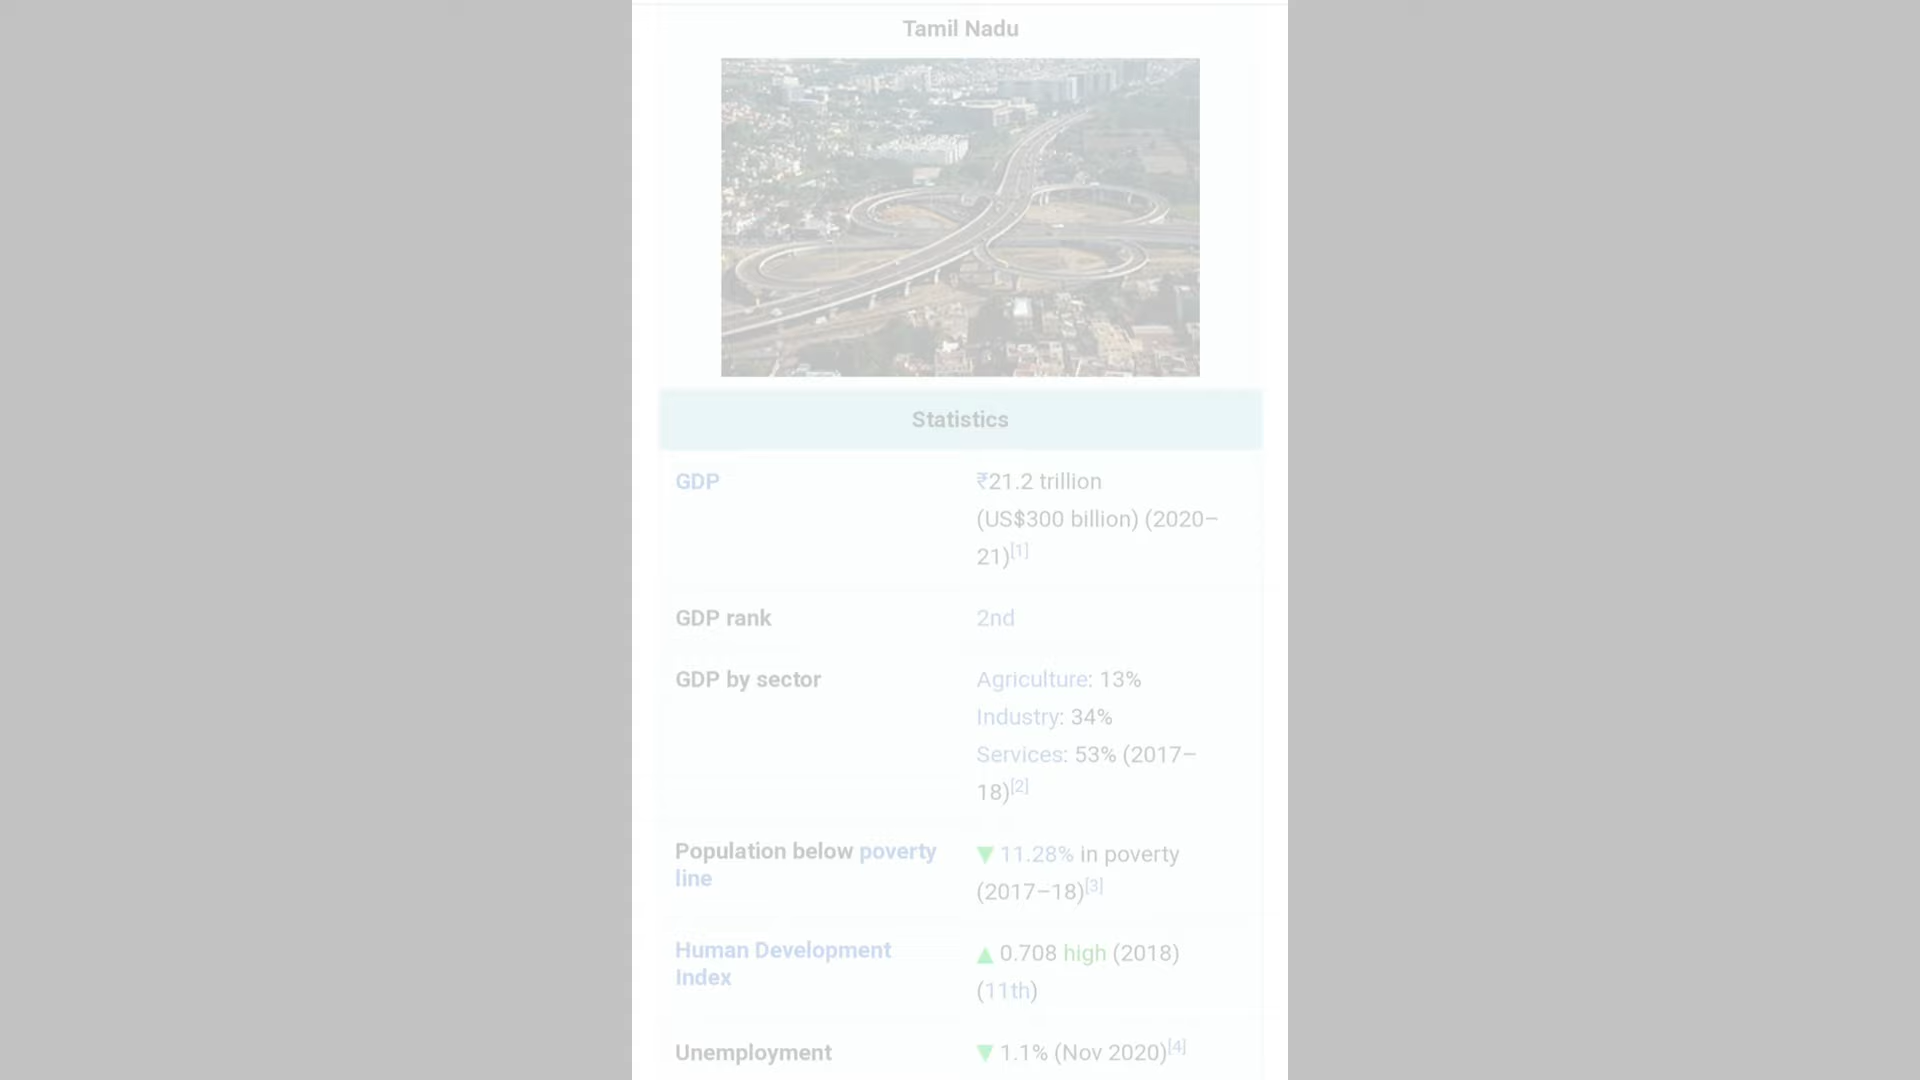 Tamil Nadu
Statistics
GDP
₹21.2 trillion
(US$300 billion) (2020–
21)[1]
GDP rank
2nd
GDP by sector
Agriculture: 13%
Industry: 34%
Services: 53% (2017–
18)[2]
Population below poverty
line
▼ 11.28% in poverty
(2017–18)[3]
Human Development
Index
▲ 0.708 high (2018)
(11th)
Unemployment
▼ 1.1% (Nov 2020)[4]